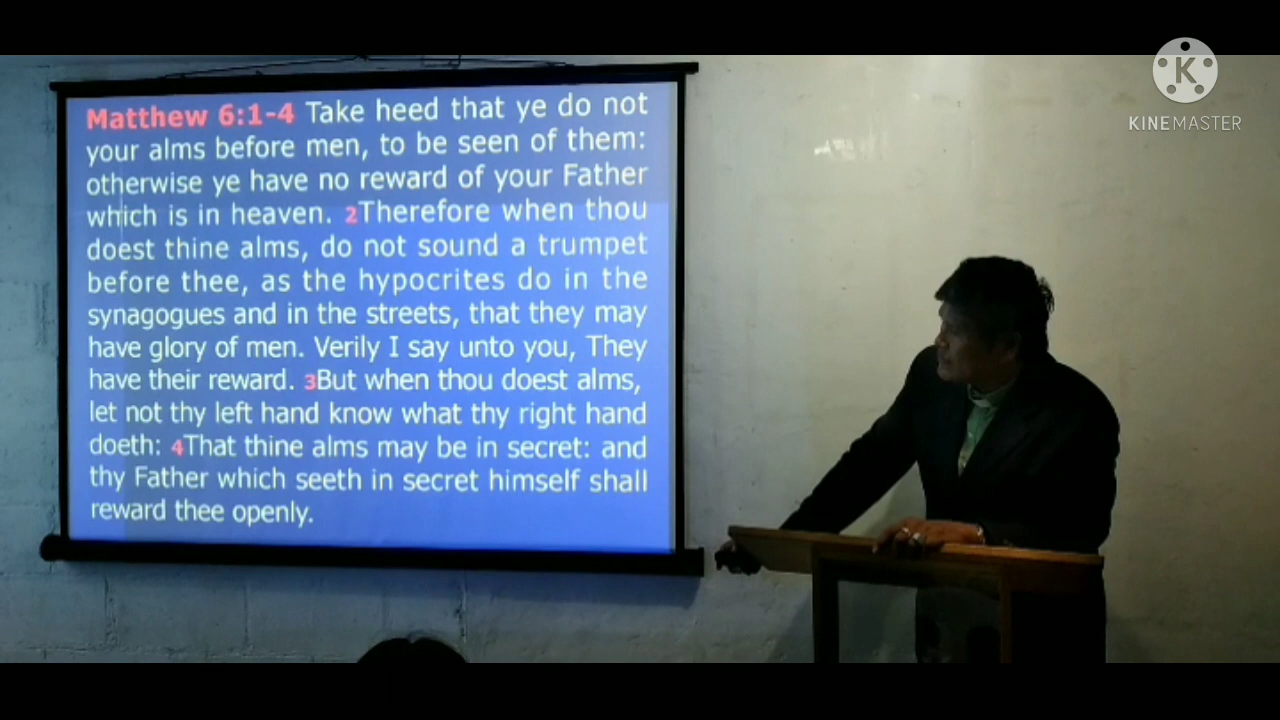 Matthew 6:1-4 Take heed that ye do not
your alms before men, to be seen of them:
otherwise ye have no reward of your Father
which is in heaven. 2Therefore when thou
doest thine alms, do not sound a trumpet
before thee, as the hypocrites do in the
synagogues and in the streets, that they may
have glory of men. Verily I say unto you, They
have their reward. 3But when thou doest alms,
let not thy left hand know what thy right hand
doeth: 4That thine alms may be in secret: and
thy Father which seeth in secret himself shall
reward thee openly.
K
KINEMASTER